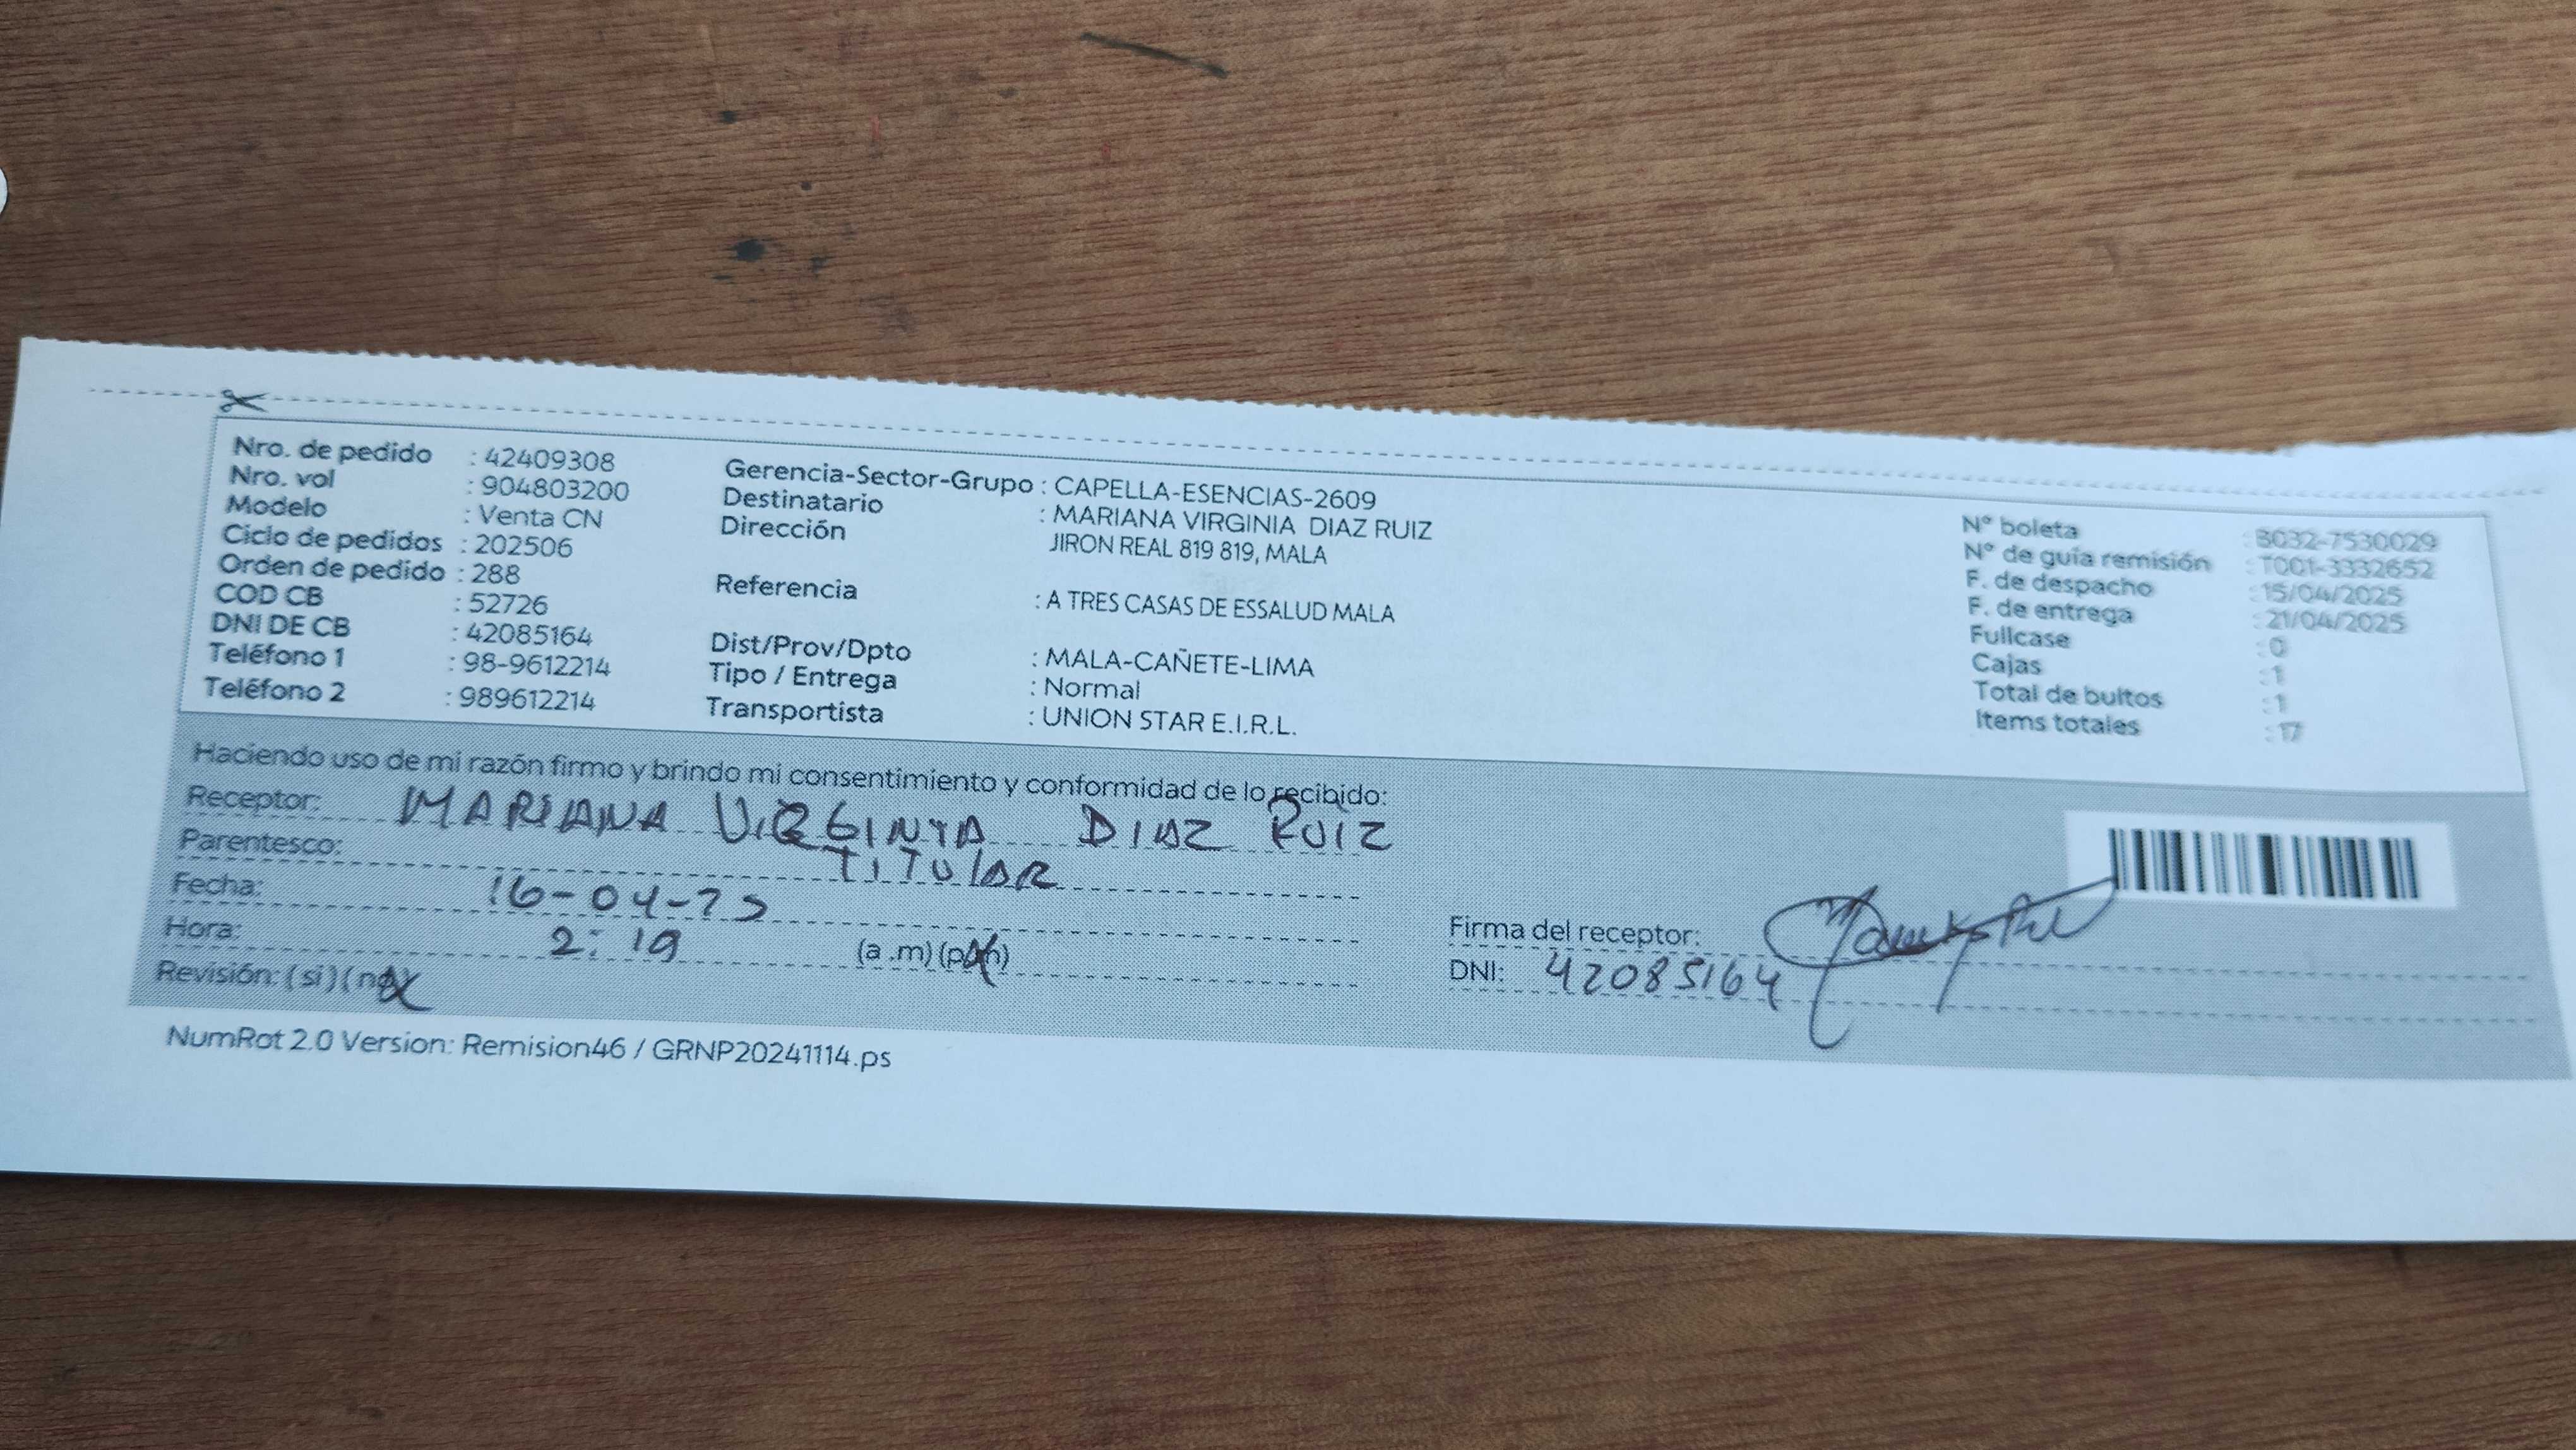 Nro. de pedido : 42409308
Nro. vol : 904803200
Modelo : Venta CN
Ciclo de pedidos : 202506
Orden de pedido : 288
COD CB : 52726
DNI DE CB : 42085164
Teléfono 1 : 98-9612214
Teléfono 2 : 989612214
Gerencia-Sector-Grupo : CAPELLA-ESENCIAS-2609
Destinatario : MARIANA VIRGINIA DIAZ RUIZ
Dirección JIRON REAL 819 819, MALA
Referencia : A TRES CASAS DE ESSALUD MALA
Dist/Prov/Dpto : MALA-CAÑETE-LIMA
Tipo / Entrega : Normal
Transportista : UNION STAR E.I.R.L.
N° boleta : B032-7530029
N° de guía remisión : T001-3332652
F. de despacho : 15/04/2025
F. de entrega : 21/04/2025
Fullcase : 0
Cajas : 1
Total de bultos : 1
Items totales : 17
Haciendo uso de mi razón firmo y brindo mi consentimiento y conformidad de lo recibido:
Receptor: MARIANA VIRGINIA DIAZ RUIZ
Parentesco: TITULAR
Fecha: 16-04-25
Hora: 2:19 (a .m) (p.m)
Revisión: (si) (no)
Firma del receptor:
DNI: 42085164
NumRot 2.0 Version: Remision46 / GRNP20241114.ps